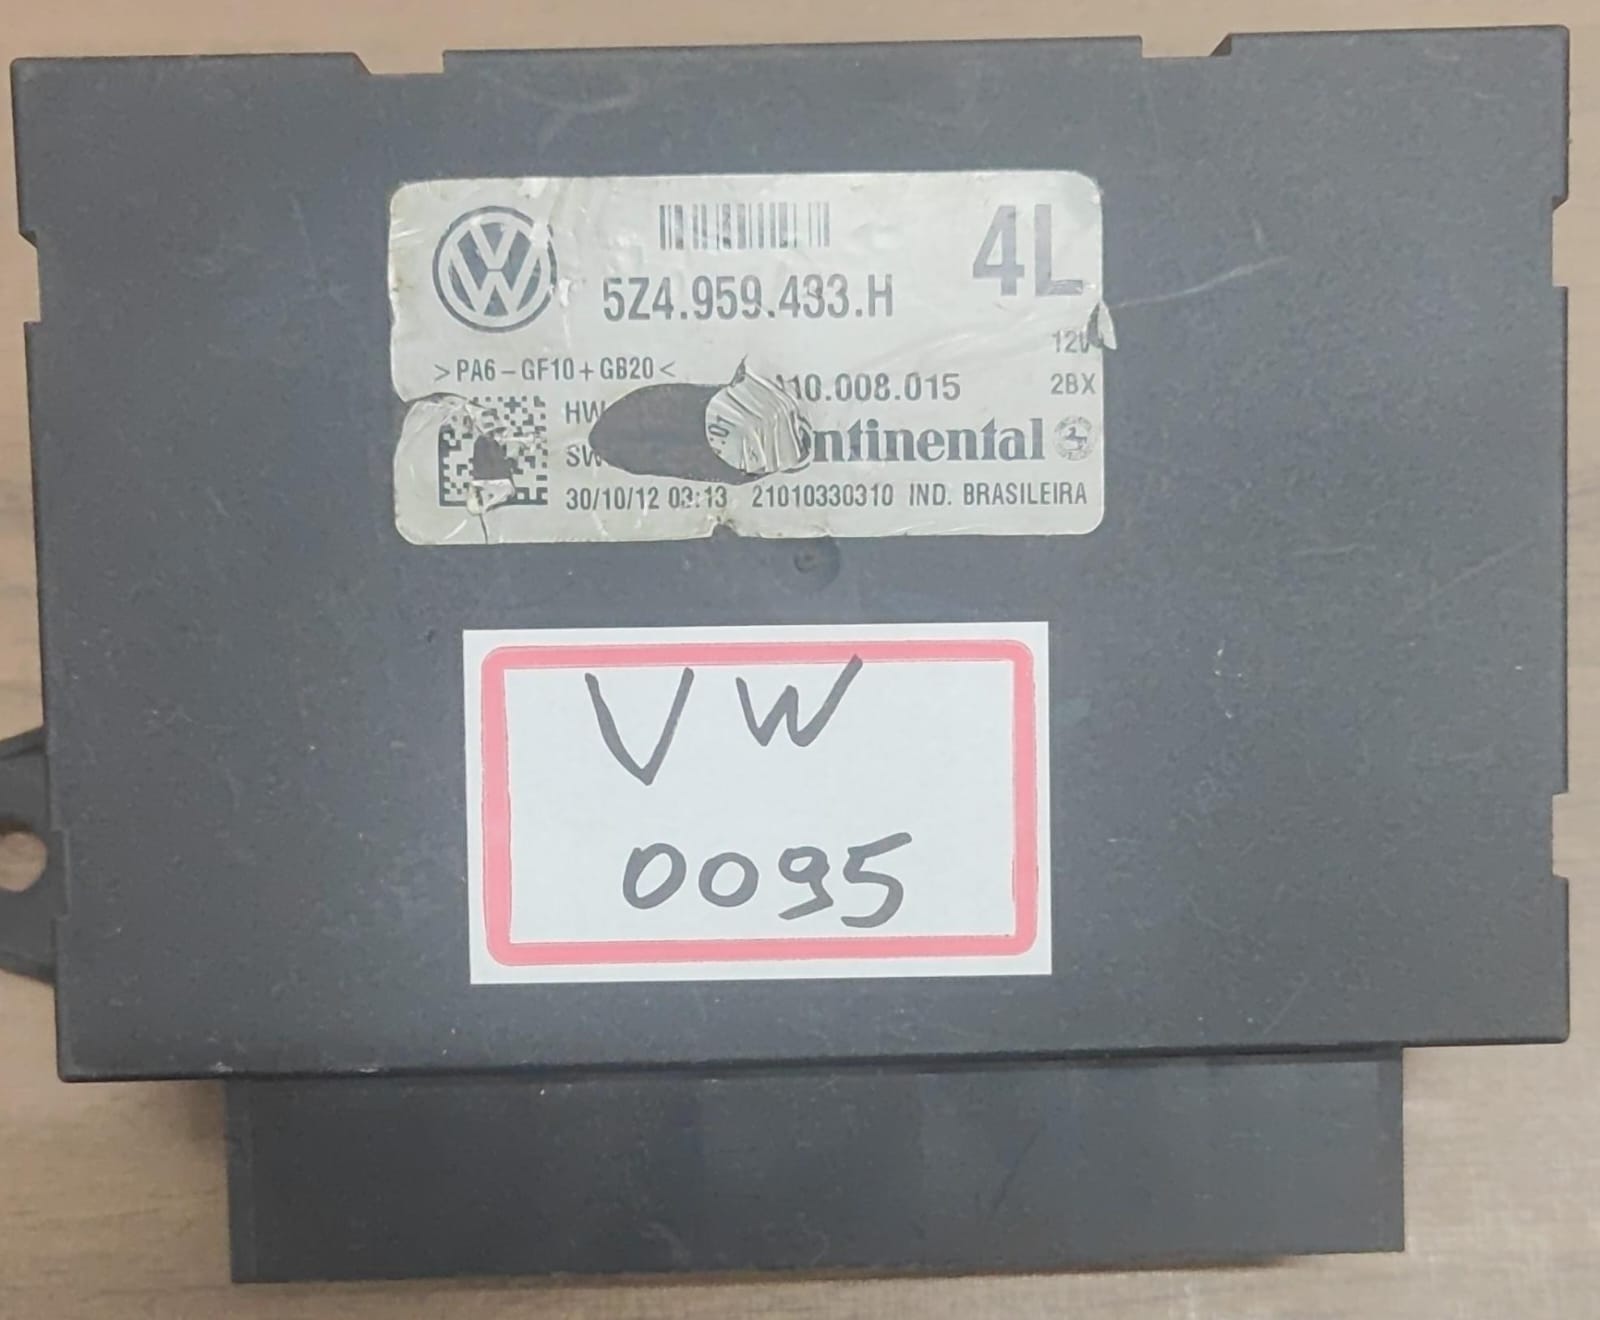 4L
5Z4.959.433.H
12V
>PA6-GF10+GB20<
10.008.015 2BX
HW
SW ntinental
30/10/12 03:13 21010330310 IND. BRASILEIRA
VW
0095